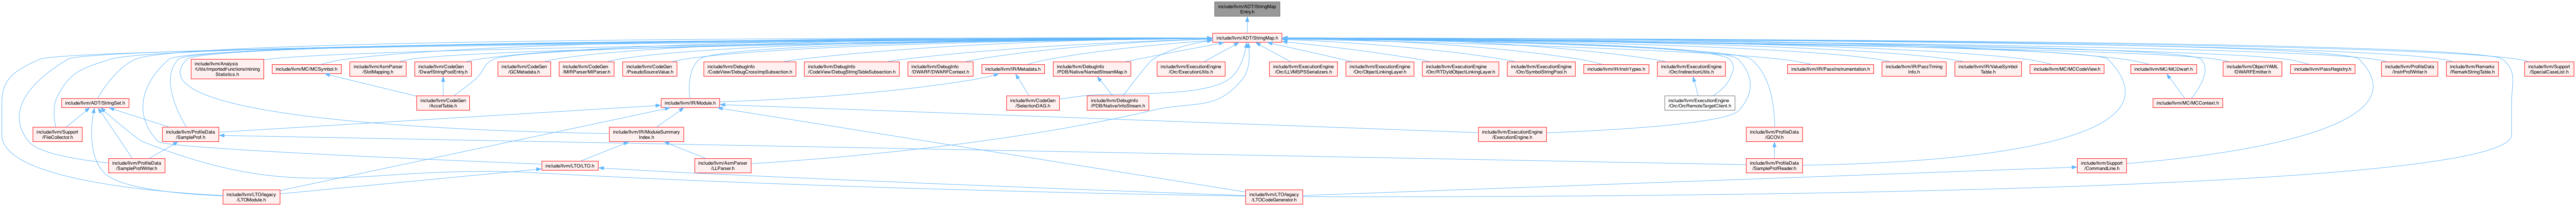 include/llvm/ADT/StringMap
Entry.h
include/llvm/ADT/StringMap.h
include/llvm/Analysis
/Utils/ImportedFunctionsInlining
Statistics.h
include/llvm/MC/MCSymbol.h
include/llvm/AsmParser
/SlotMapping.h
include/llvm/CodeGen
/DwarfStringPoolEntry.h
include/llvm/CodeGen
/GCMetadata.h
include/llvm/CodeGen
/MIRParser/MIParser.h
include/llvm/CodeGen
/PseudoSourceValue.h
include/llvm/DebugInfo
/CodeView/DebugCrossImpSubsection.h
include/llvm/DebugInfo
/CodeView/DebugStringTableSubsection.h
include/llvm/DebugInfo
/DWARF/DWARFContext.h
include/llvm/IR/Metadata.h
include/llvm/DebugInfo
/PDB/Native/NamedStreamMap.h
include/llvm/ExecutionEngine
/Orc/ExecutionUtils.h
include/llvm/ExecutionEngine
/Orc/LLVMSPSSerializers.h
include/llvm/ExecutionEngine
/Orc/ObjectLinkingLayer.h
include/llvm/ExecutionEngine
/Orc/RTDyldObjectLinkingLayer.h
include/llvm/ExecutionEngine
/Orc/SymbolStringPool.h
include/llvm/IR/InstrTypes.h
include/llvm/ExecutionEngine
/Orc/IndirectionUtils.h
include/llvm/IR/PassInstrumentation.h
include/llvm/IR/PassTiming
Info.h
include/llvm/IR/ValueSymbol
Table.h
include/llvm/MC/MCCodeView.h
include/llvm/MC/MCDwarf.h
include/llvm/ObjectYAML
/DWARFEmitter.h
include/llvm/PassRegistry.h
include/llvm/ProfileData
/InstrProfWriter.h
include/llvm/Remarks
/RemarkStringTable.h
include/llvm/Support
/SpecialCaseList.h
include/llvm/ADT/StringSet.h
include/llvm/CodeGen
/AccelTable.h
include/llvm/IR/Module.h
include/llvm/CodeGen
/SelectionDAG.h
include/llvm/DebugInfo
/PDB/Native/InfoStream.h
include/llvm/ExecutionEngine
/Orc/OrcRemoteTargetClient.h
include/llvm/MC/MCContext.h
include/llvm/Support
/FileCollector.h
include/llvm/ProfileData
/SampleProf.h
include/llvm/IR/ModuleSummary
Index.h
include/llvm/ExecutionEngine
/ExecutionEngine.h
include/llvm/ProfileData
/GCOV.h
include/llvm/ProfileData
/SampleProfWriter.h
include/llvm/LTO/LTO.h
include/llvm/AsmParser
/LLParser.h
include/llvm/ProfileData
/SampleProfReader.h
include/llvm/Support
/CommandLine.h
include/llvm/LTO/legacy
/LTOModule.h
include/llvm/LTO/legacy
/LTOCodeGenerator.h